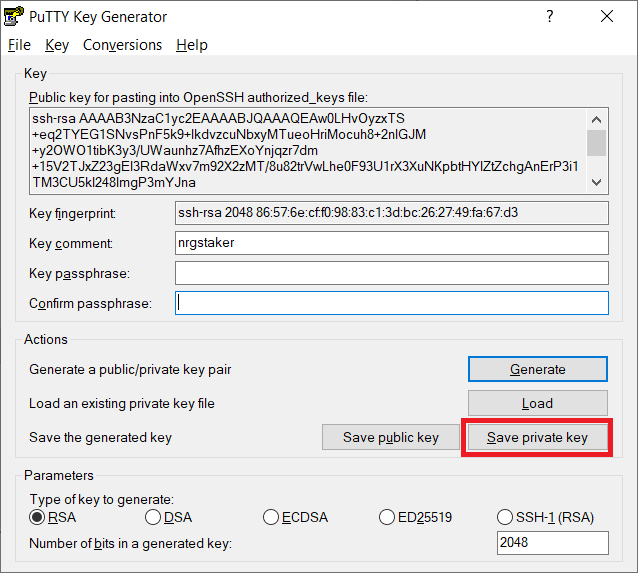 PuTTY Key Generator
File Key Conversions Help
Key
Public key for pasting into OpenSSH authorized_keys file:
ssh-rsa AAAAB3NzaC1yc2EAAAABJQAAAQEAw0LHvOyzxTS
+eq2TYEG1SNvsPnF5k9+lkdvzcuNbxyMTueoHriMocuh8+2nlGJM
+y2OWO1tibK3y3/UWaunhz7AfhzEXoYnjqzr7dm
+15V2TJxZ23gEI3RdaWxv7m92X2zMT/8u82trVwLhe0F93U1rX3XuNKpbtHYIZtZchgAnErP3i1
TM3CU5kl248lmgP3mYJna
Key fingerprint: ssh-rsa 2048 86:57:6e:cf:f0:98:83:c1:3d:bc:26:27:49:fa:67:d3
Key comment: nrgstaker
Key passphrase:
Confirm passphrase:
Actions
Generate a public/private key pair Generate
Load an existing private key file Load
Save the generated key Save public key Save private key
Parameters
Type of key to generate:
RSA DSA ECDSA ED25519 SSH-1 (RSA)
Number of bits in a generated key: 2048